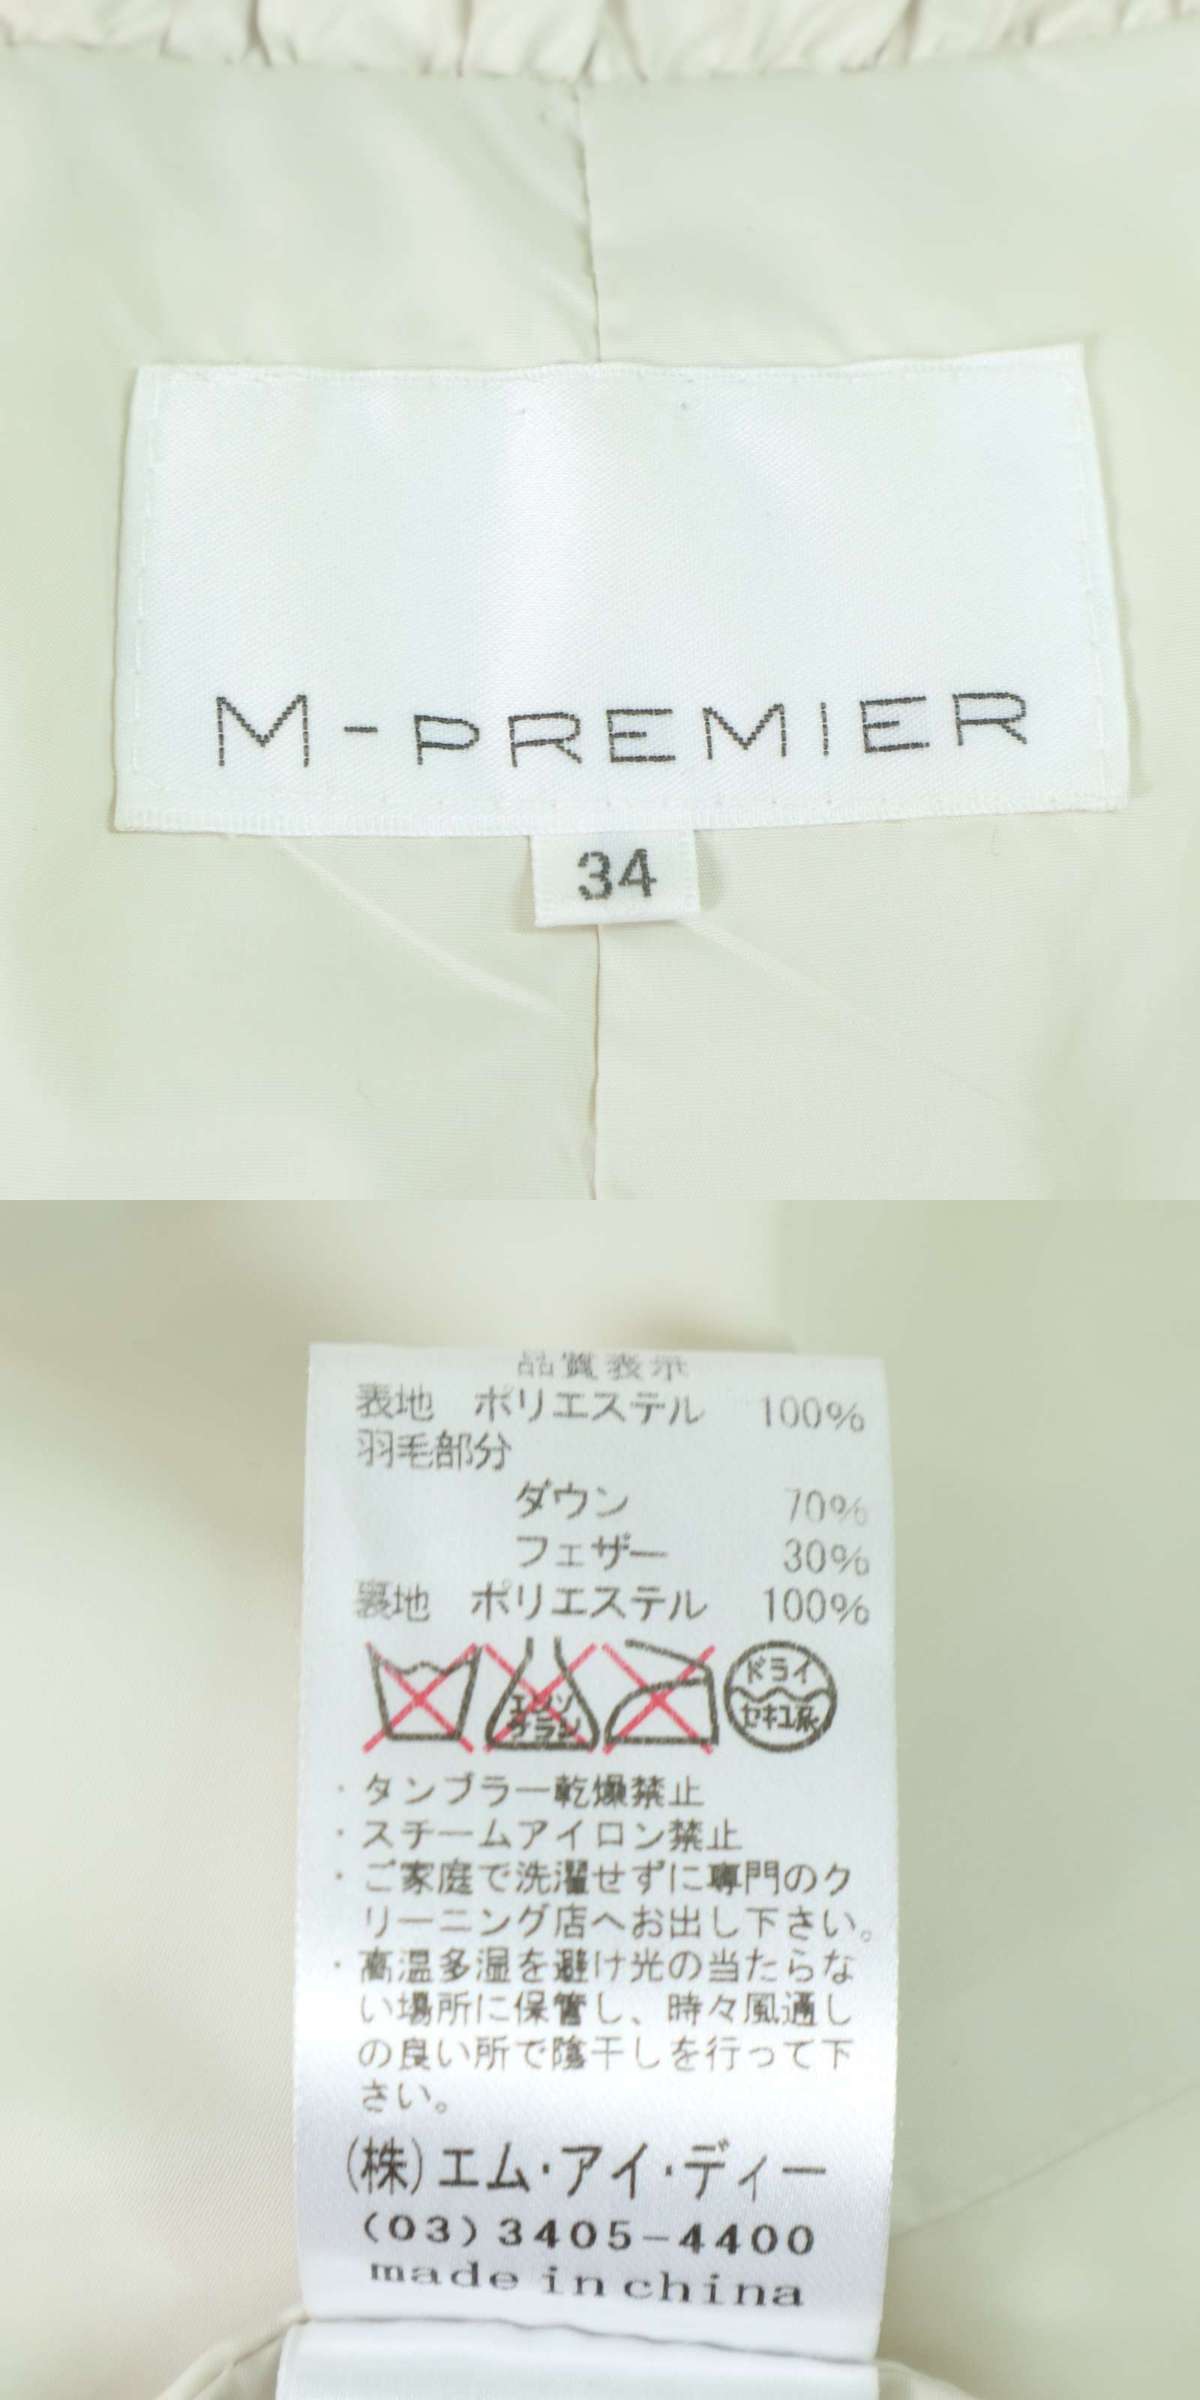 M-PREMIER
34
品質表示
表地 ポリエステル 100%
羽毛部分
ダウン 70%
フェザー 30%
裏地 ポリエステル 100%
エンソサラシ
ドライ
セキユ系
・タンブラー乾燥禁止
・スチームアイロン禁止
・ご家庭で洗濯せずに専門のク
リーニング店へお出し下さい。
・高温多湿を避け光の当たらな
い場所に保管し、時々風通し
の良い所で陰干しを行って下
さい。
(株)エム・アイ・ディー
(03)3405-4400
made in china